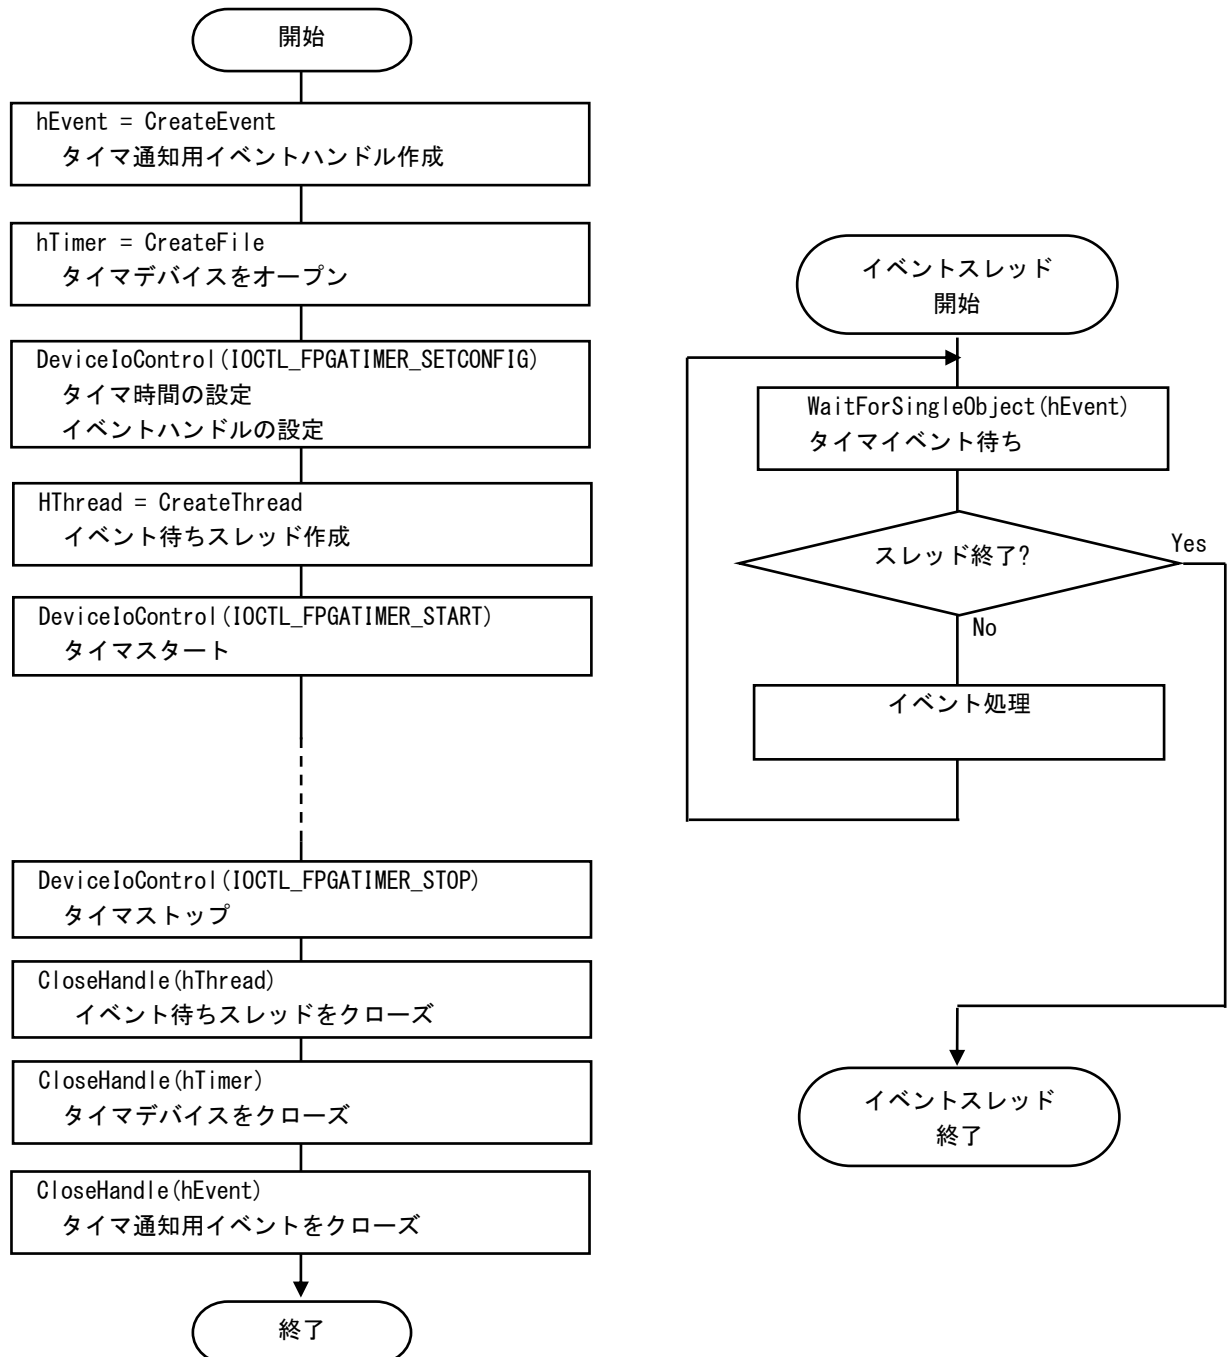 開始
hEvent = CreateEvent
タイマ通知用イベントハンドル作成
hTimer = CreateFile
タイマデバイスをオープン
DeviceIoControl(IOCTL_FPGATIMER_SETCONFIG)
タイマ時間の設定
イベントハンドルの設定
HThread = CreateThread
イベント待ちスレッド作成
DeviceIoControl(IOCTL_FPGATIMER_START)
タイマスタート
DeviceIoControl(IOCTL_FPGATIMER_STOP)
タイマストップ
CloseHandle(hThread)
イベント待ちスレッドをクローズ
CloseHandle(hTimer)
タイマデバイスをクローズ
CloseHandle(hEvent)
タイマ通知用イベントをクローズ
終了
イベントスレッド
開始
WaitForSingleObject(hEvent)
タイマイベント待ち
スレッド終了?
Yes
No
イベント処理
イベントスレッド
終了